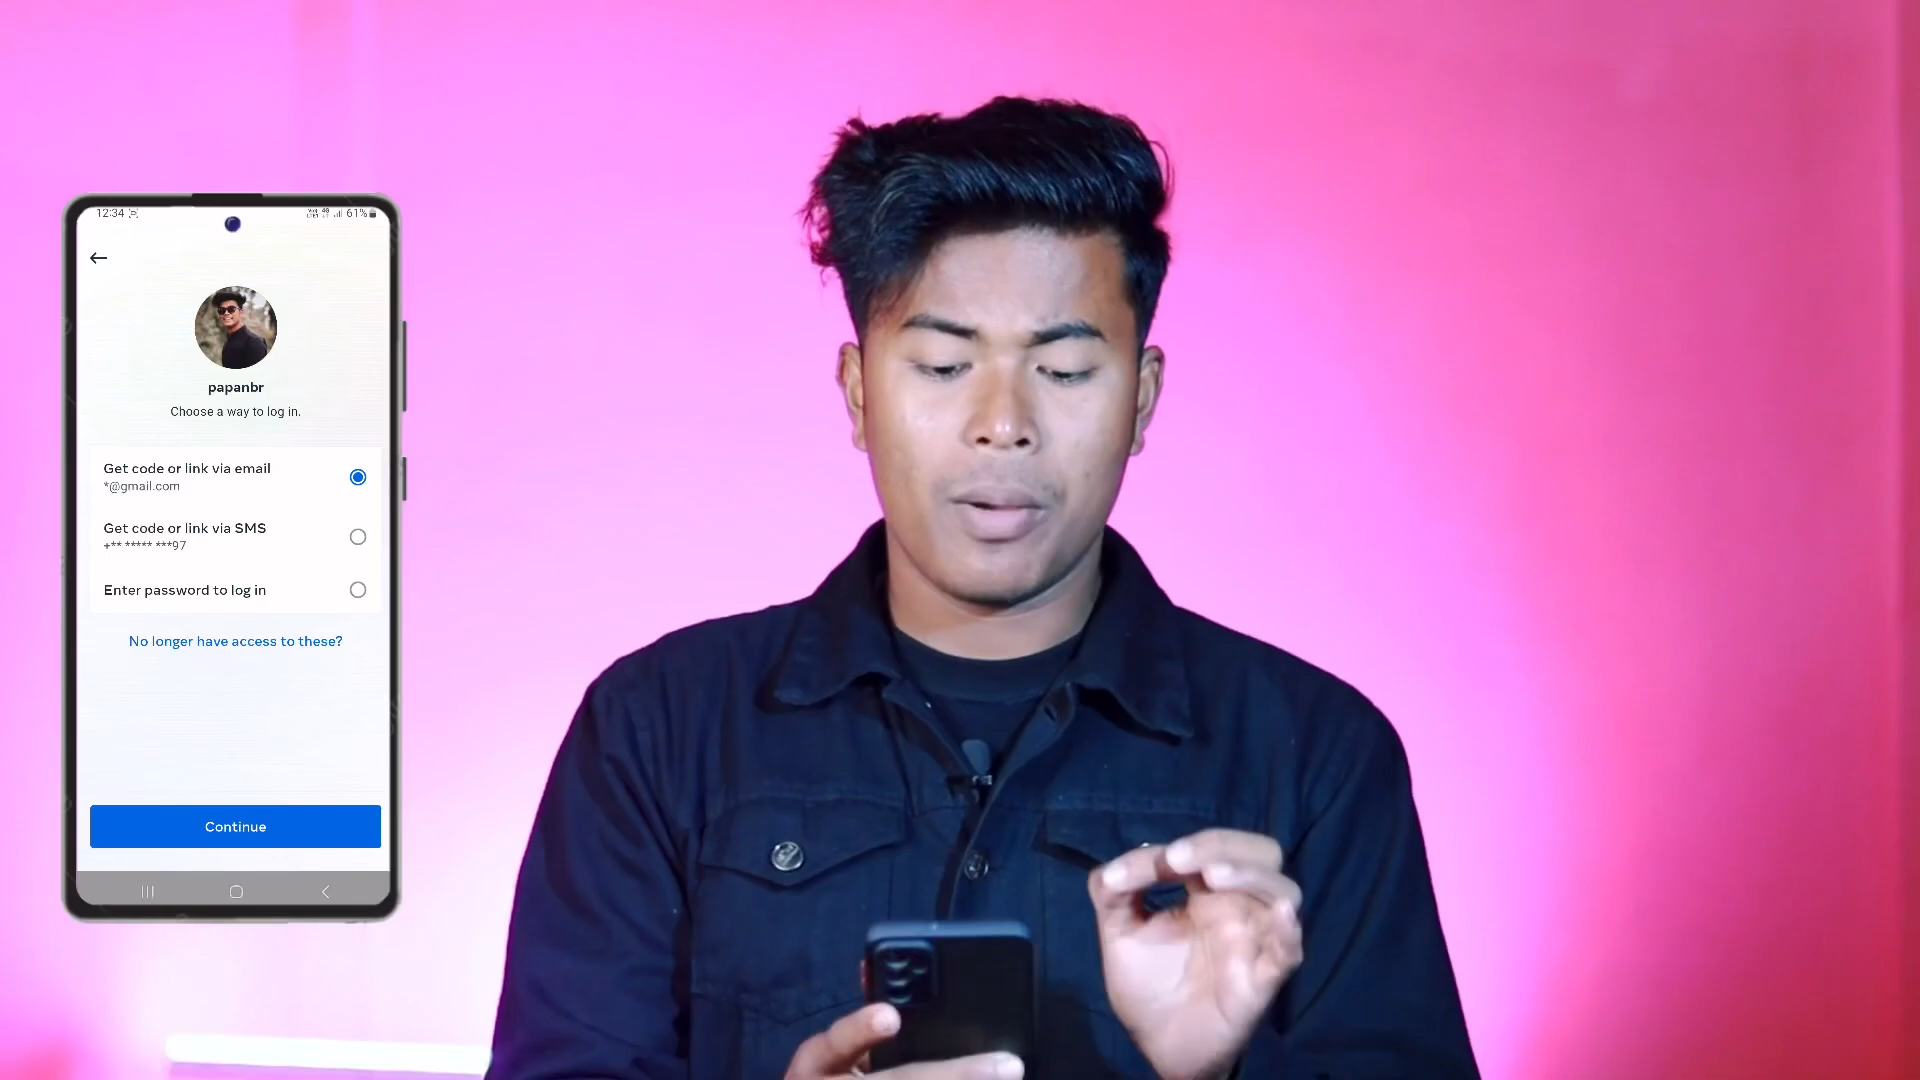 12:34
61%
papanbr
Choose a way to log in.
Get code or link via email
*@gmail.com
Get code or link via SMS
+** ***** ***97
Enter password to log in
No longer have access to these?
Continue